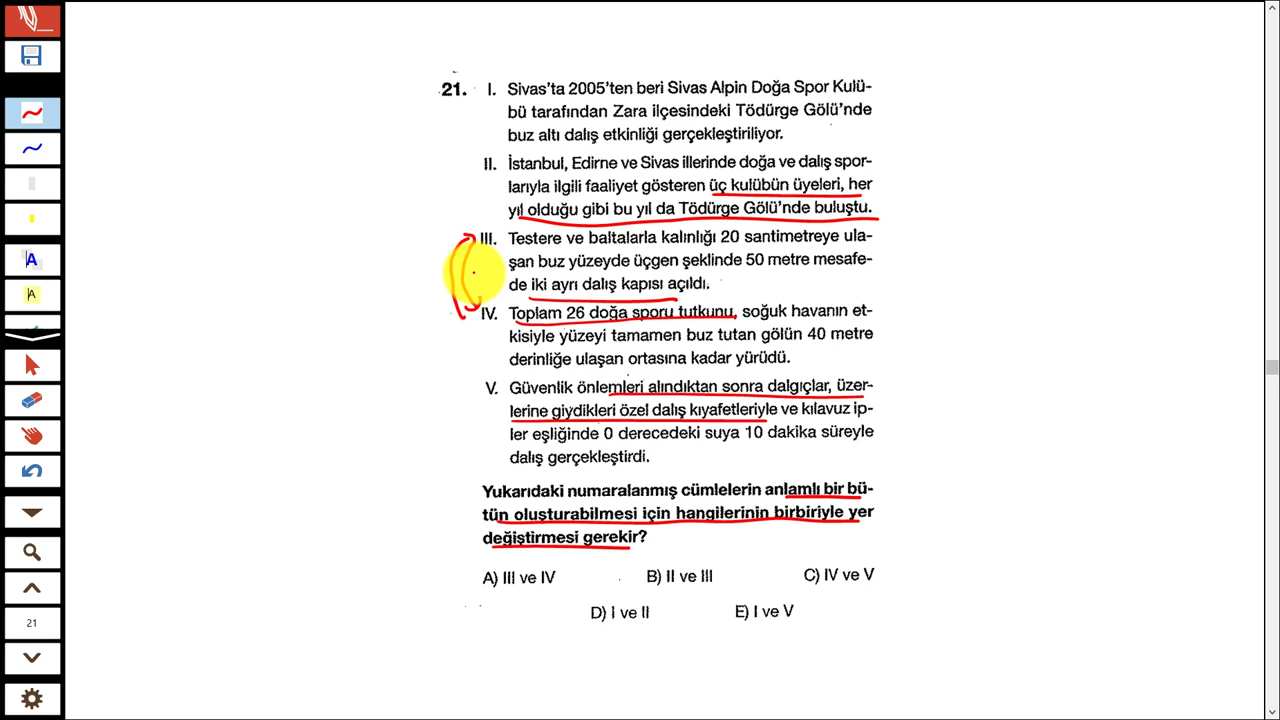 21. I. Sivas'ta 2005'ten beri Sivas Alpin Doğa Spor Kulü-
bü tarafından Zara ilçesindeki Tödürge Gölü'nde
buz altı dalış etkinliği gerçekleştiriliyor.
II. İstanbul, Edirne ve Sivas illerinde doğa ve dalış spor-
larıyla ilgili faaliyet gösteren üç kulübün üyeleri, her
yıl olduğu gibi bu yıl da Tödürge Gölü'nde buluştu.
III. Testere ve baltalarla kalınlığı 20 santimetreye ula-
şan buz yüzeyde üçgen şeklinde 50 metre mesafe-
de iki ayrı dalış kapısı açıldı.
IV. Toplam 26 doğa sporu tutkunu, soğuk havanın et-
kisiyle yüzeyi tamamen buz tutan gölün 40 metre
derinliğe ulaşan ortasına kadar yürüdü.
V. Güvenlik önlemleri alındıktan sonra dalgıçlar, üzer-
lerine giydikleri özel dalış kıyafetleriyle ve kılavuz ip-
ler eşliğinde 0 derecedeki suya 10 dakika süreyle
dalış gerçekleştirdi.
Yukarıdaki numaralanmış cümlelerin anlamlı bir bü-
tün oluşturabilmesi için hangilerinin birbiriyle yer
değiştirmesi gerekir?
A) III ve IV B) II ve III C) IV ve V
D) I ve II E) I ve V
A
A
21